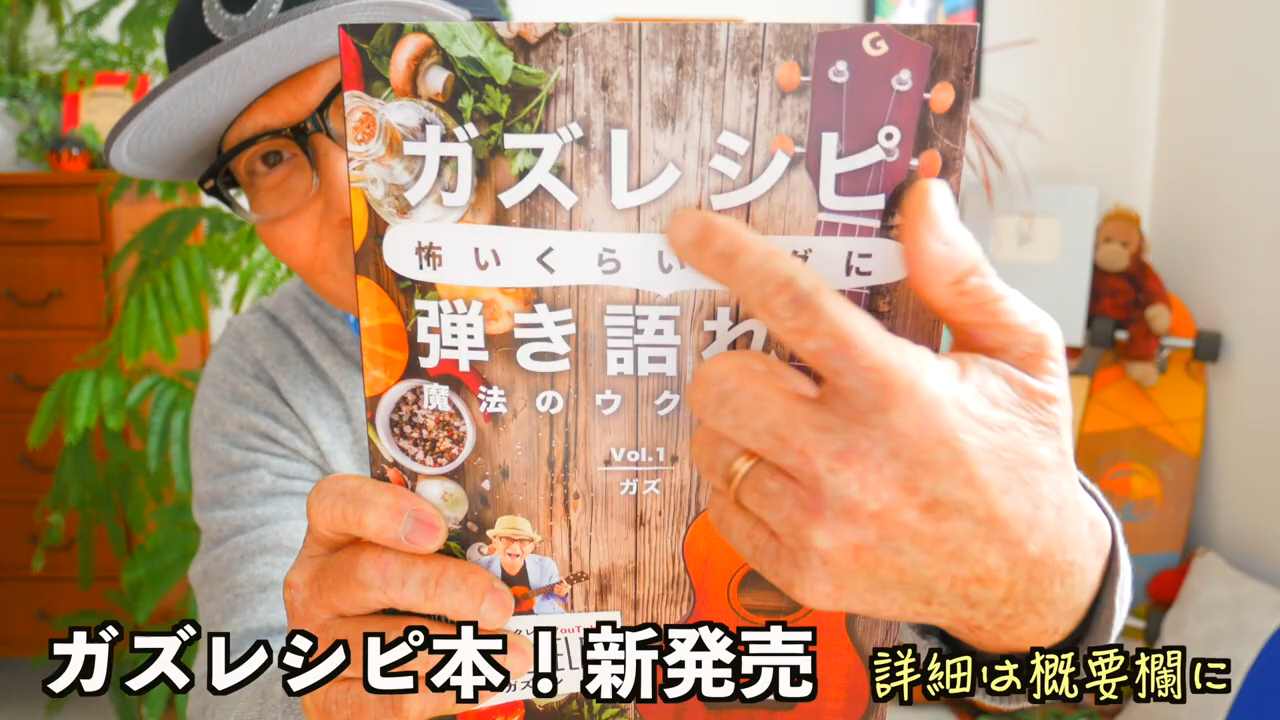 G
ガズレシピ
怖いくらい
に
弾き語れ
魔法のウク
Vol.1
ガズ
YouTu
ガズレシピ本！新発売
詳細は概要欄に